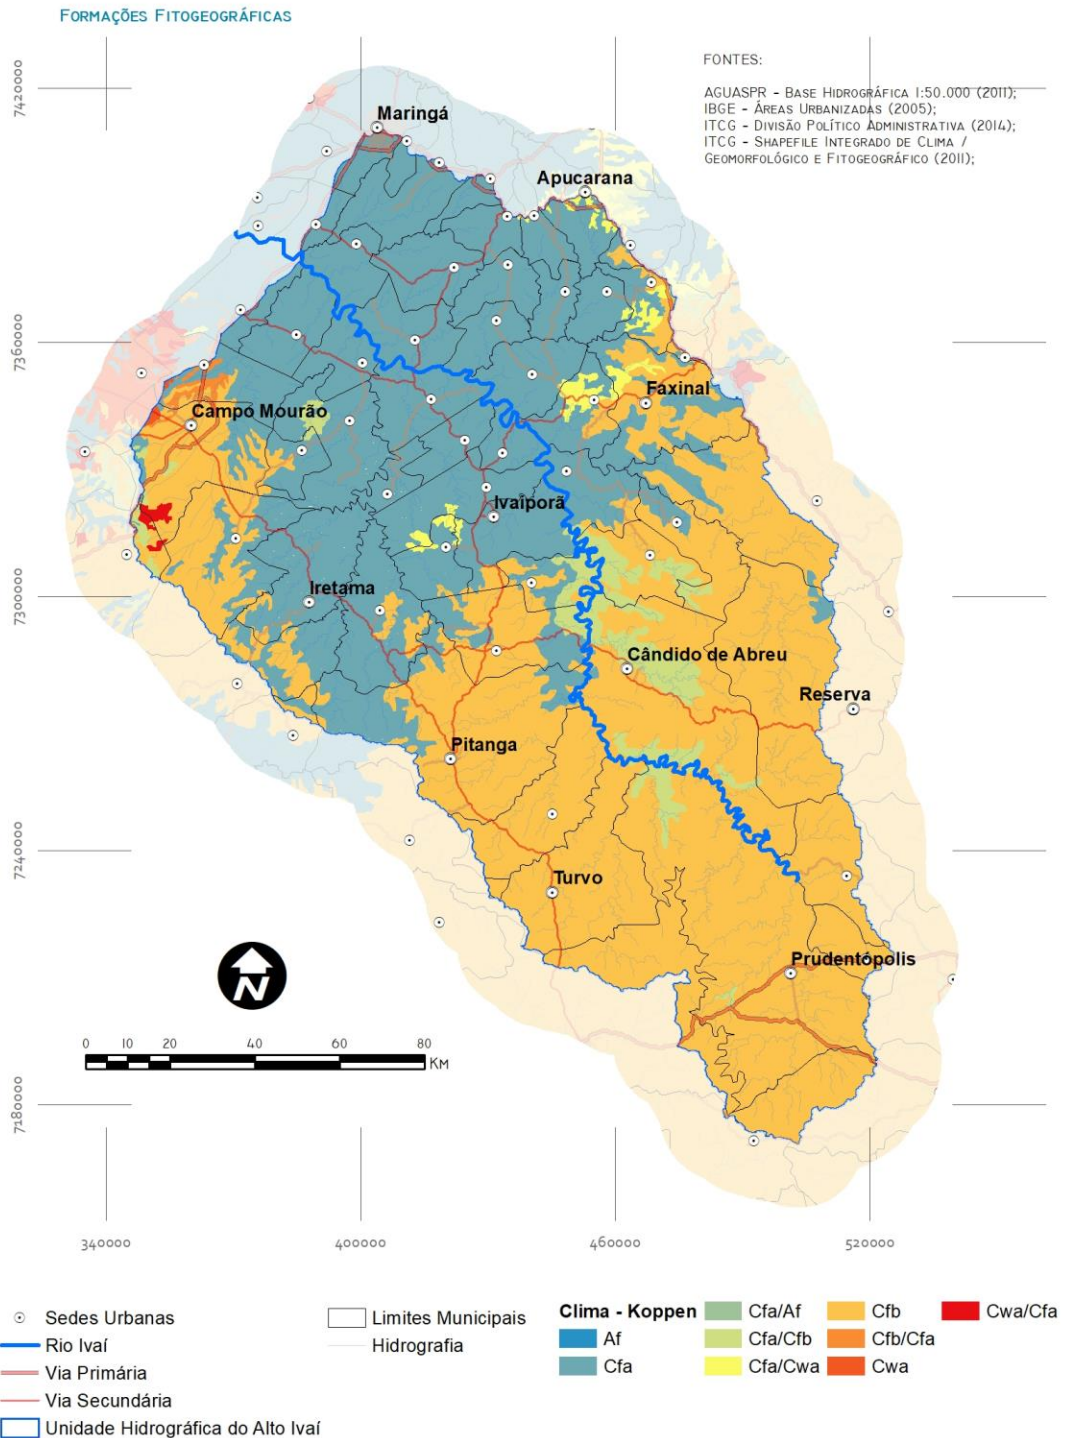 Formações Fitogeográficas
FONTES:
AGUASPR - Base Hidrográfica 1:50.000 (2011);
IBGE - Áreas Urbanizadas (2005);
ITCG - Divisão Político Administrativa (2014);
ITCG - Shapefile Integrado de Clima /
Geomorfológico e Fitogeográfico (2011);
7420000
Maringá
Apucarana
7360000
Faxinal
Campo Mourão
Ivaiporã
7300000
Iretama
Cândido de Abreu
Reserva
Pitanga
7240000
Turvo
Prudentópolis
N
0 10 20 40 60 80
Km
7180000
340000 400000 460000 520000
Sedes Urbanas
Rio Ivaí
Via Primária
Via Secundária
Unidade Hidrográfica do Alto Ivaí
Limites Municipais
Hidrografia
Clima - Koppen
Af
Cfa
Cfa/Af
Cfa/Cfb
Cfa/Cwa
Cfb
Cfb/Cfa
Cwa
Cwa/Cfa